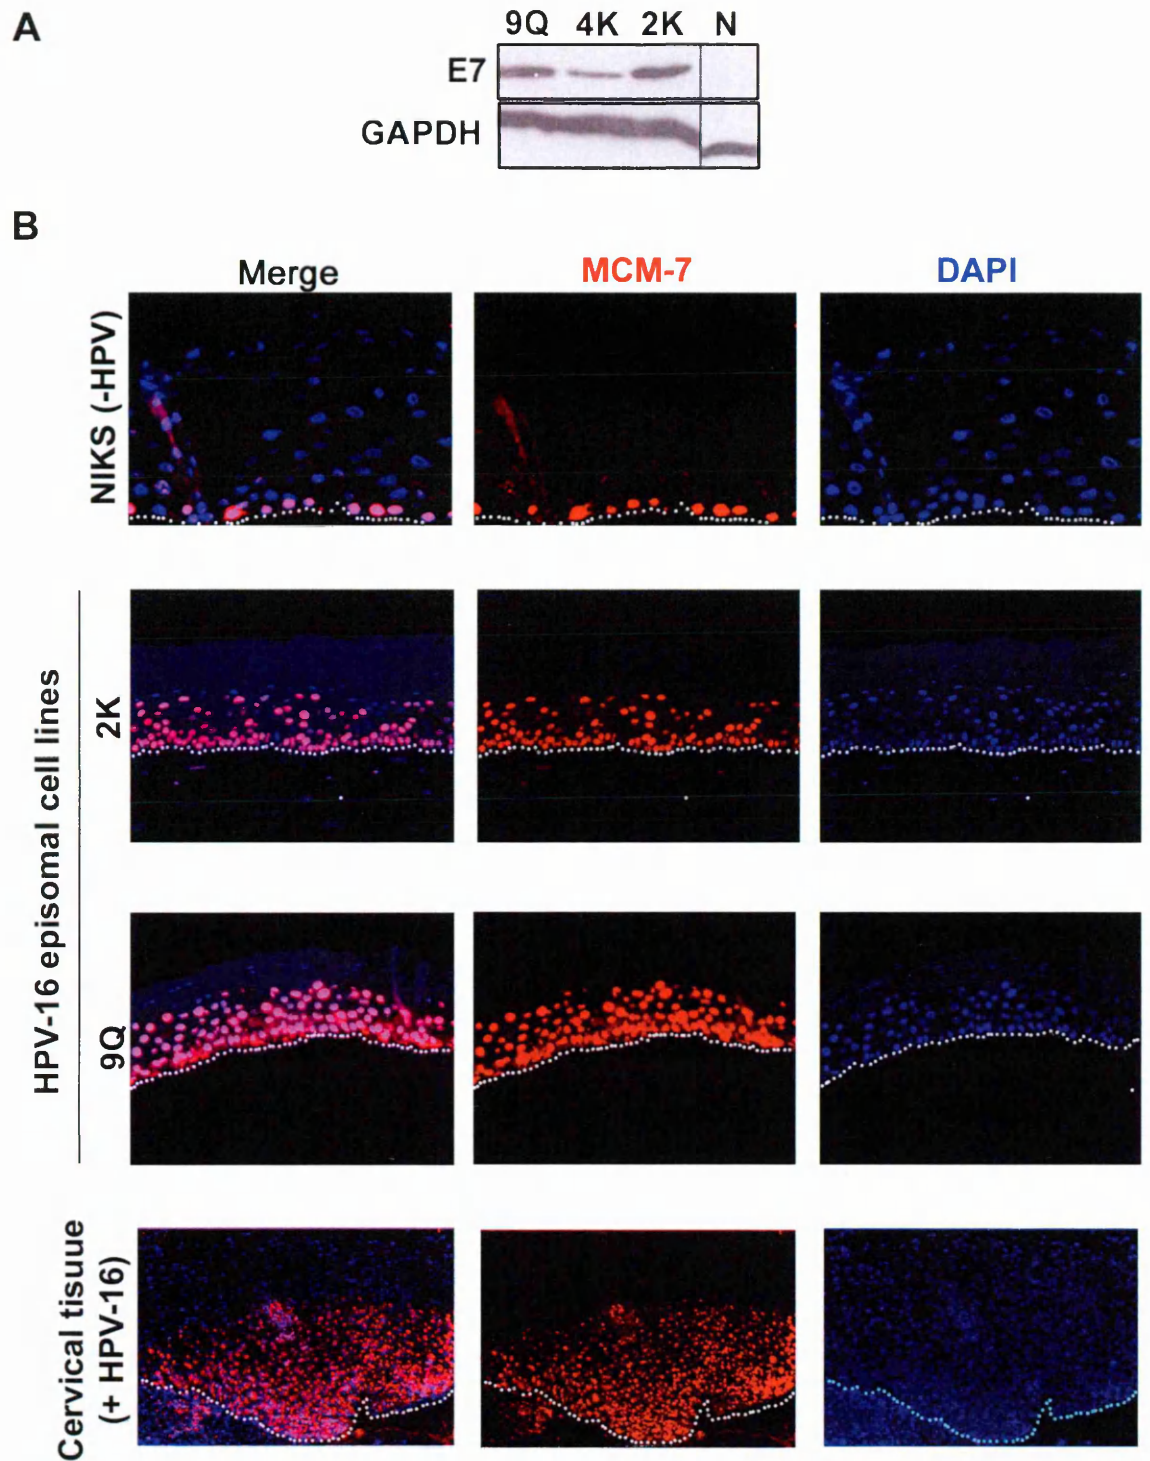 A
9Q 4K 2K N
E7
GAPDH
B
Merge MCM-7 DAPI
NIKS (-HPV)
HPV-16 episomal cell lines
2K
9Q
Cervical tisuue
(+ HPV-16)